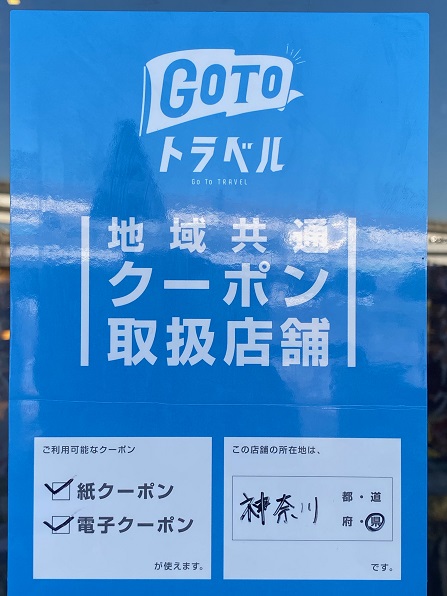 GOTO
トラベル
Go To TRAVEL
地域共通
クーポン
取扱店舗
ご利用可能なクーポン
紙クーポン
電子クーポン
が使えます。
この店舗の所在地は、
神奈川
都・道
府・県
です。